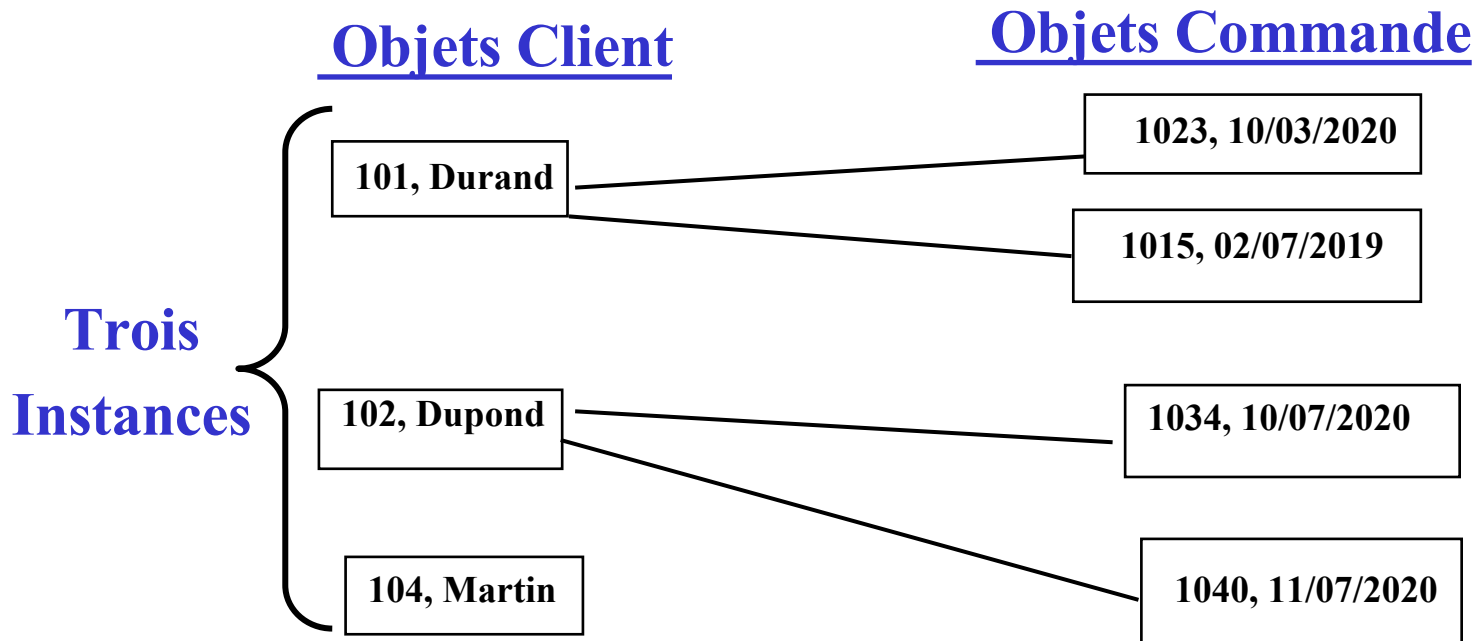 Objets Client
Objets Commande
1023, 10/03/2020
101, Durand
1015, 02/07/2019
Trois
Instances
102, Dupond
1034, 10/07/2020
104, Martin
1040, 11/07/2020